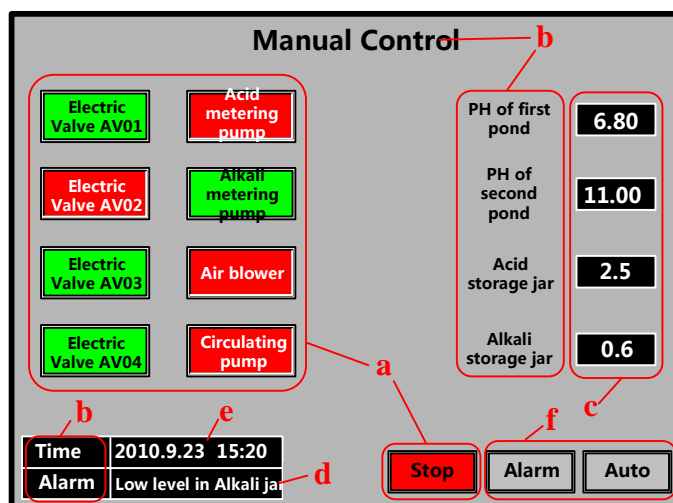 Manual Control
b
Electric
Valve AV01
Acid
metering
pump
PH of first
pond
6.80
Electric
Valve AV02
Alkali
metering
pump
PH of
second
pond
11.00
Electric
Valve AV03
Air blower
Acid
storage jar
2.5
Electric
Valve AV04
Circulating
pump
Alkali
storage jar
0.6
a
c
b
e
f
Time
2010.9.23 15:20
Alarm
Low level in Alkali jar
d
Stop
Alarm
Auto